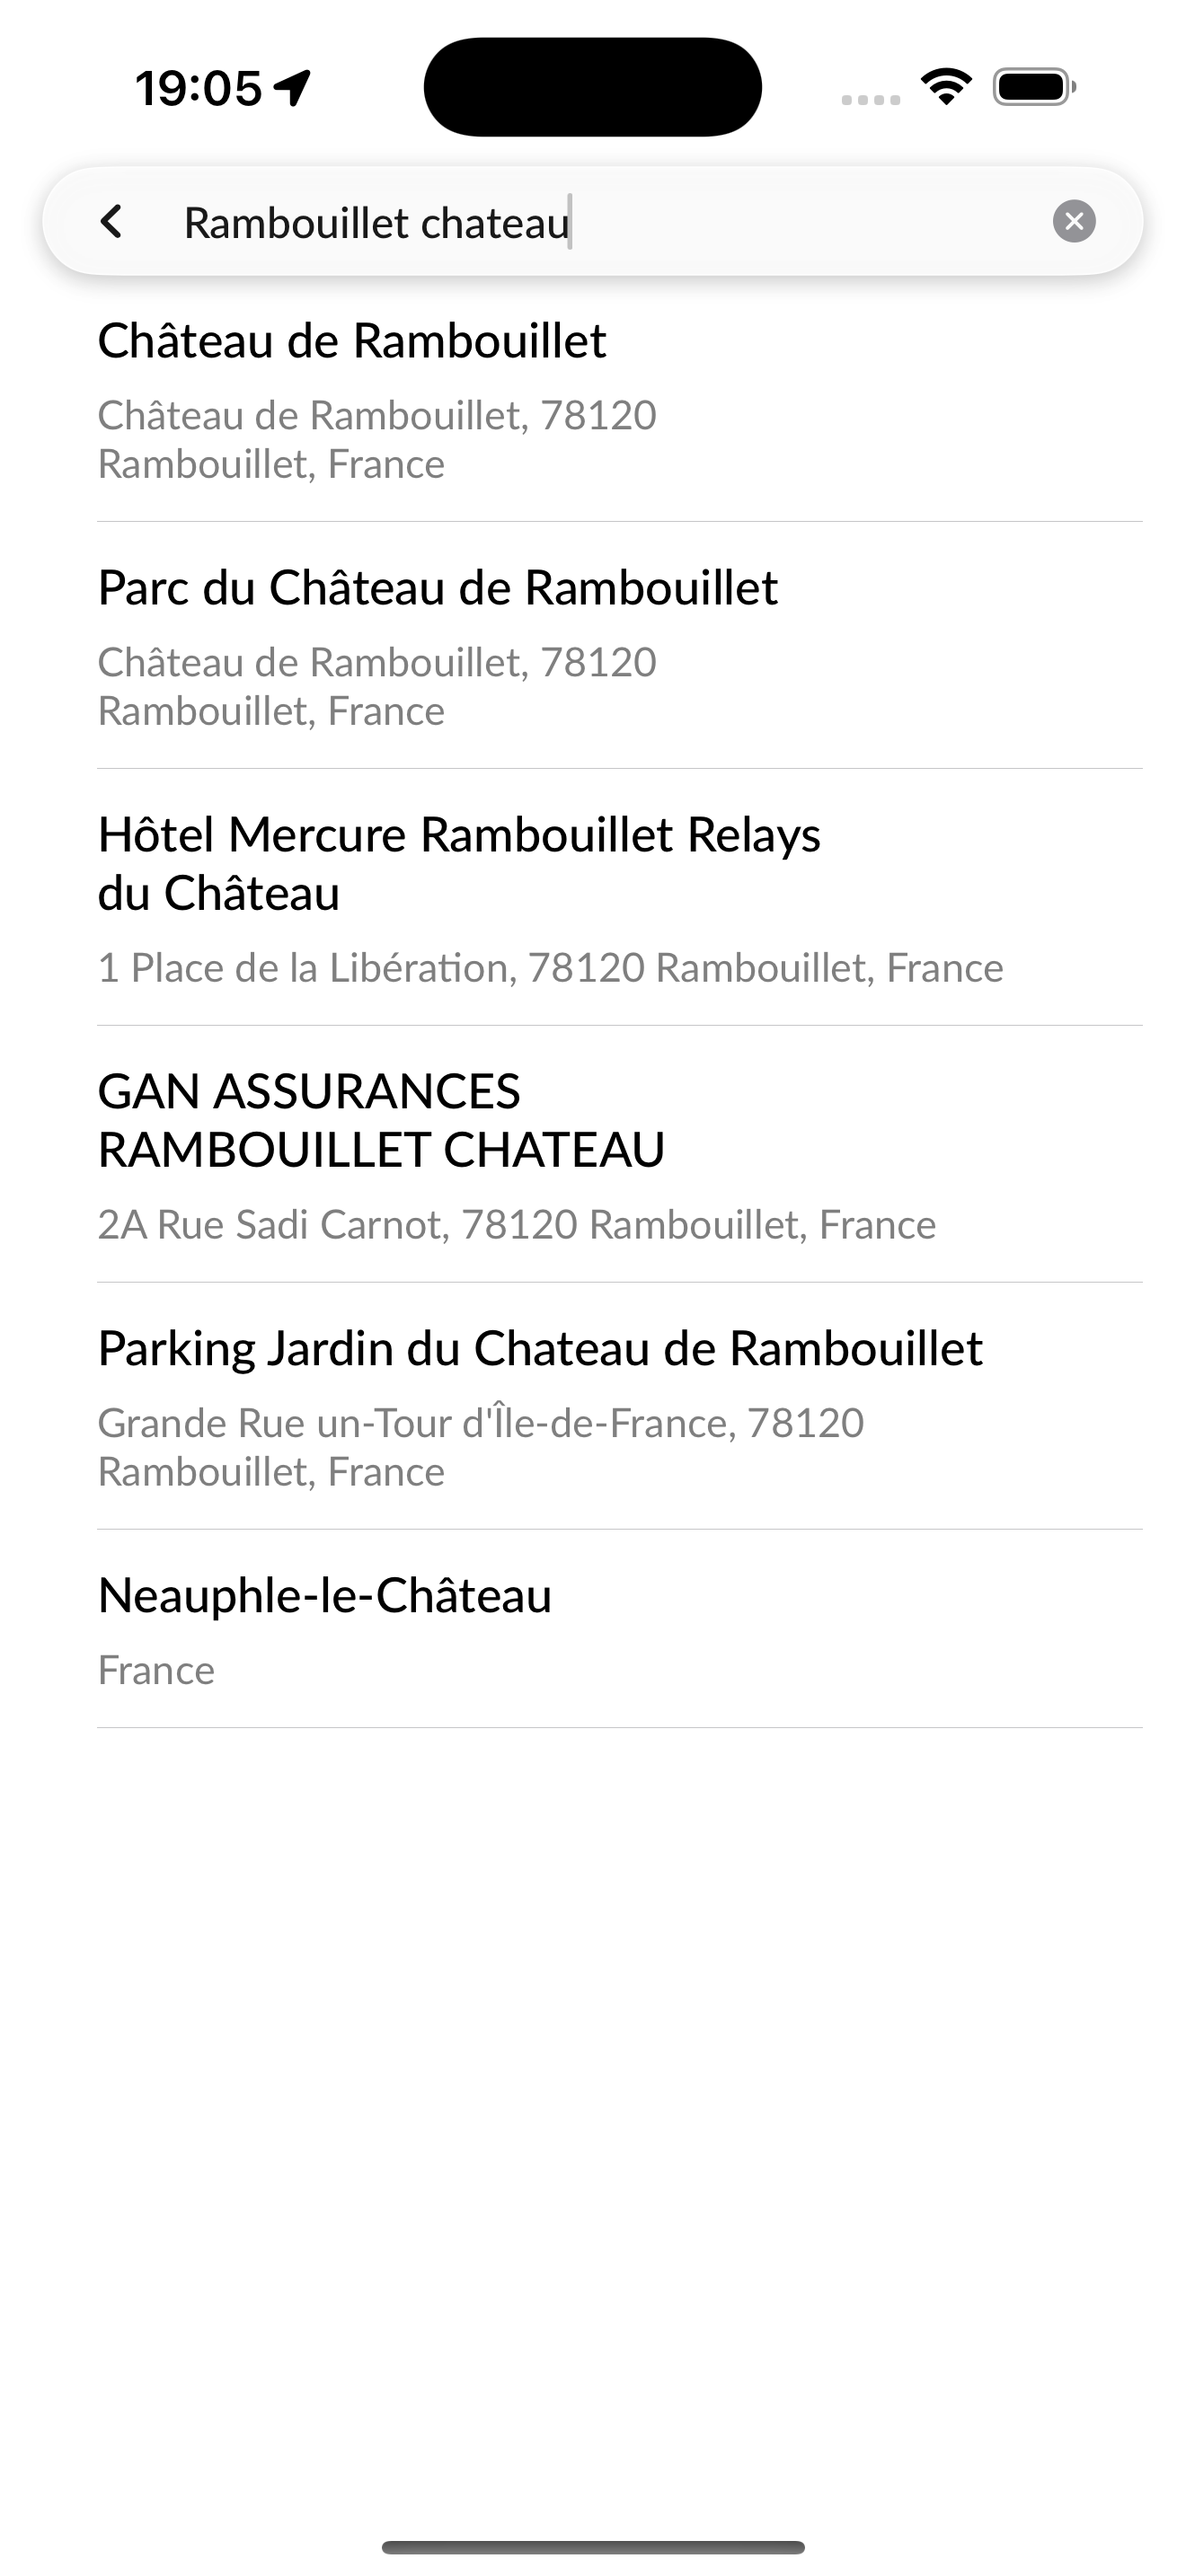 19:05
Rambouillet chateau
Château de Rambouillet
Château de Rambouillet, 78120
Rambouillet, France
Parc du Château de Rambouillet
Château de Rambouillet, 78120
Rambouillet, France
Hôtel Mercure Rambouillet Relays
du Château
1 Place de la Libération, 78120 Rambouillet, France
GAN ASSURANCES
RAMBOUILLET CHATEAU
2A Rue Sadi Carnot, 78120 Rambouillet, France
Parking Jardin du Chateau de Rambouillet
Grande Rue un-Tour d'Île-de-France, 78120
Rambouillet, France
Neauphle-le-Château
France